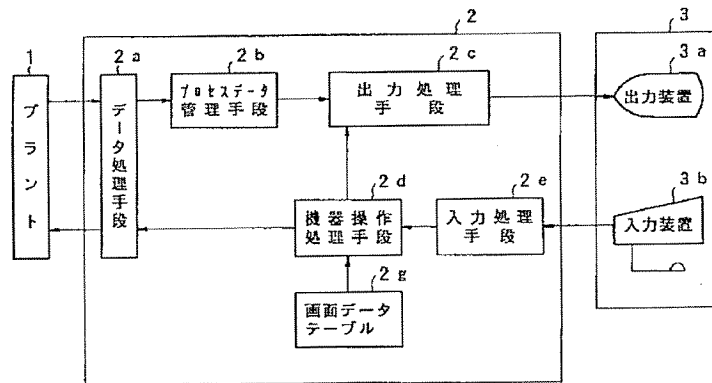 2
3
1
2a
2b
2c
3a
プラント
データ処理手段
プロセスデータ
管理手段
出力処理
手段
出力装置
2d
2e
3b
機器操作
処理手段
入力処理
手段
入力装置
2g
画面データ
テーブル